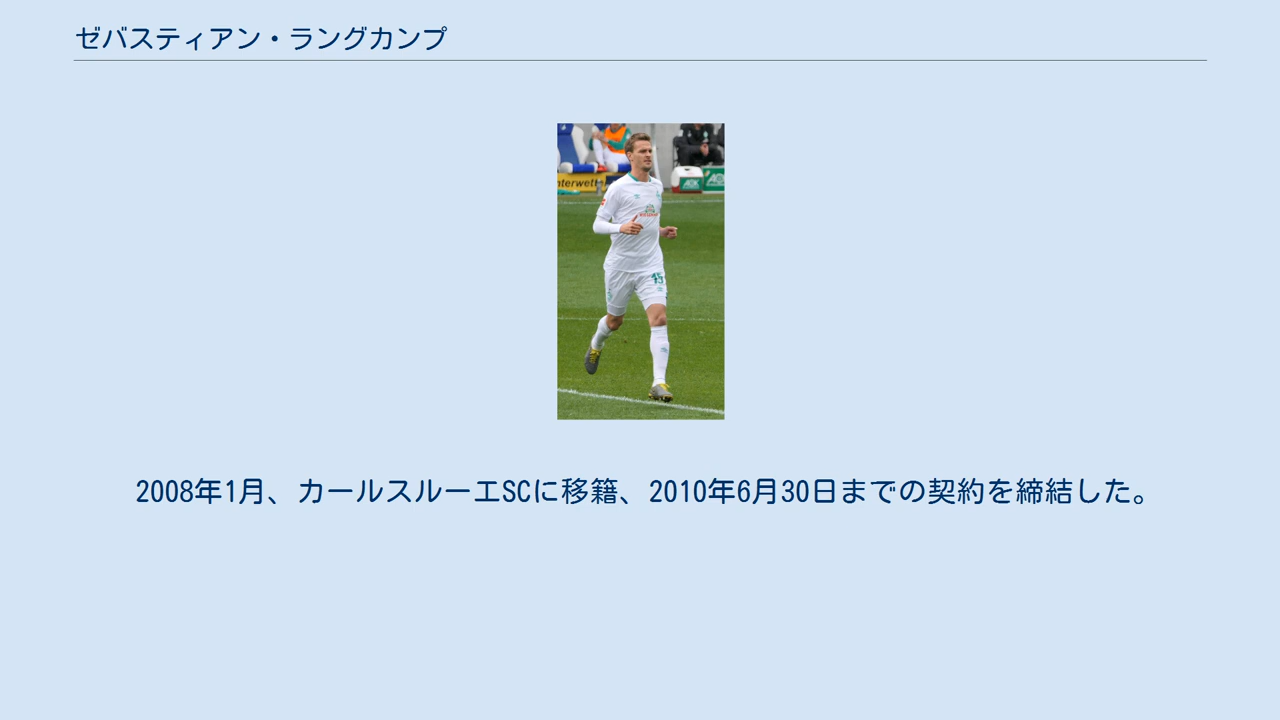 ゼバスティアン・ラングカンプ
15
2008年1月、カールスルーエSCに移籍、2010年6月30日までの契約を締結した。